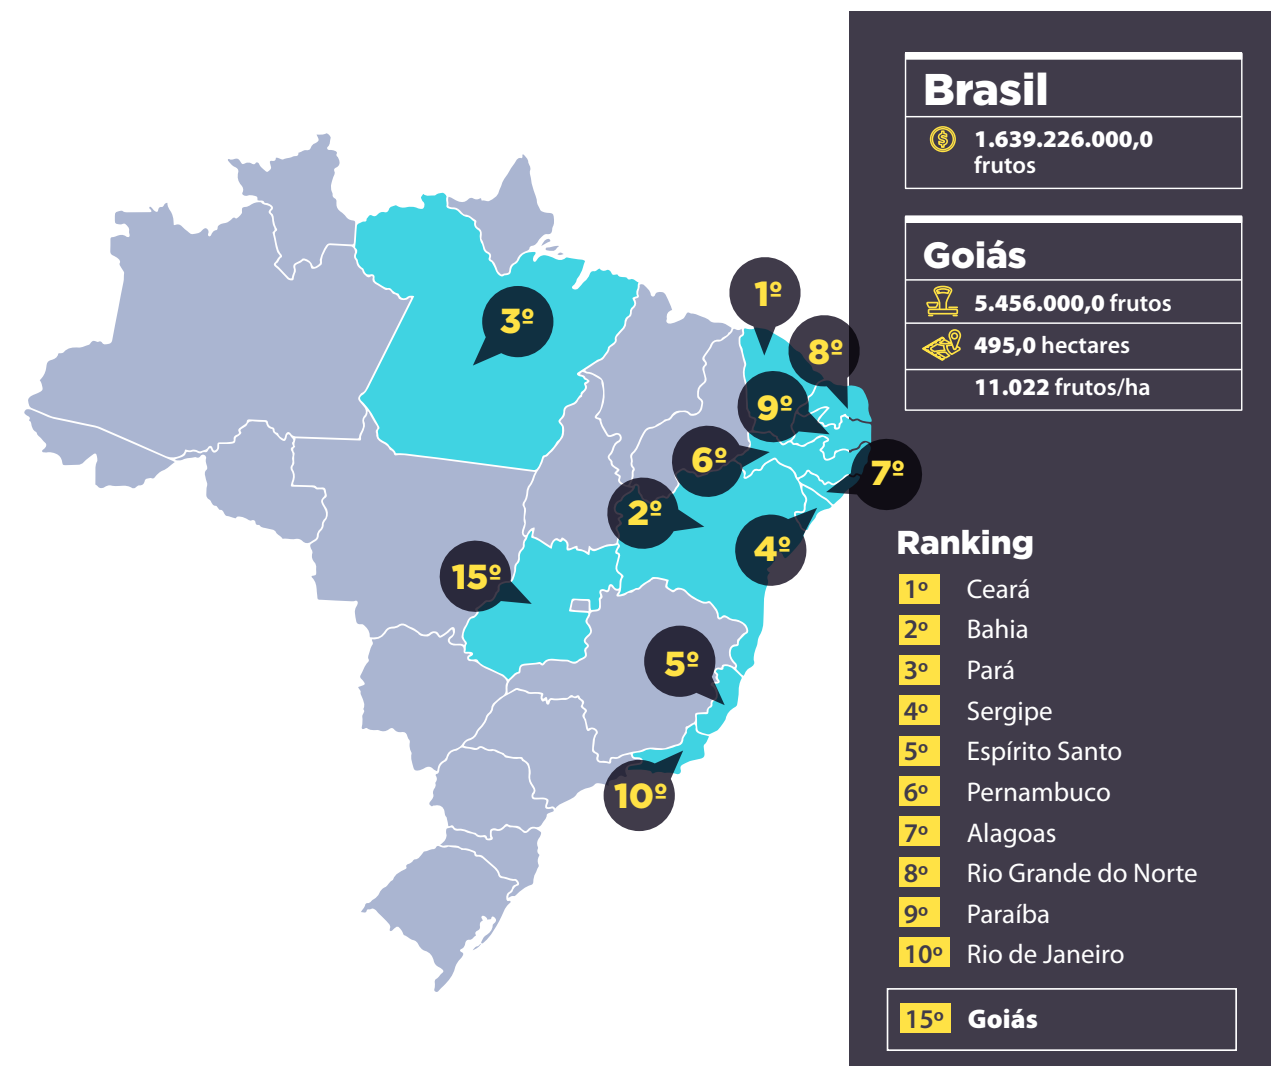 Brasil
1.639.226.000,0
frutos
Goiás
5.456.000,0 frutos
495,0 hectares
11.022 frutos/ha
1º
8º
3º
9º
6º
7º
2º
4º
15º
5º
10º
Ranking
1º Ceará
2º Bahia
3º Pará
4º Sergipe
5º Espírito Santo
6º Pernambuco
7º Alagoas
8º Rio Grande do Norte
9º Paraíba
10º Rio de Janeiro
15º Goiás